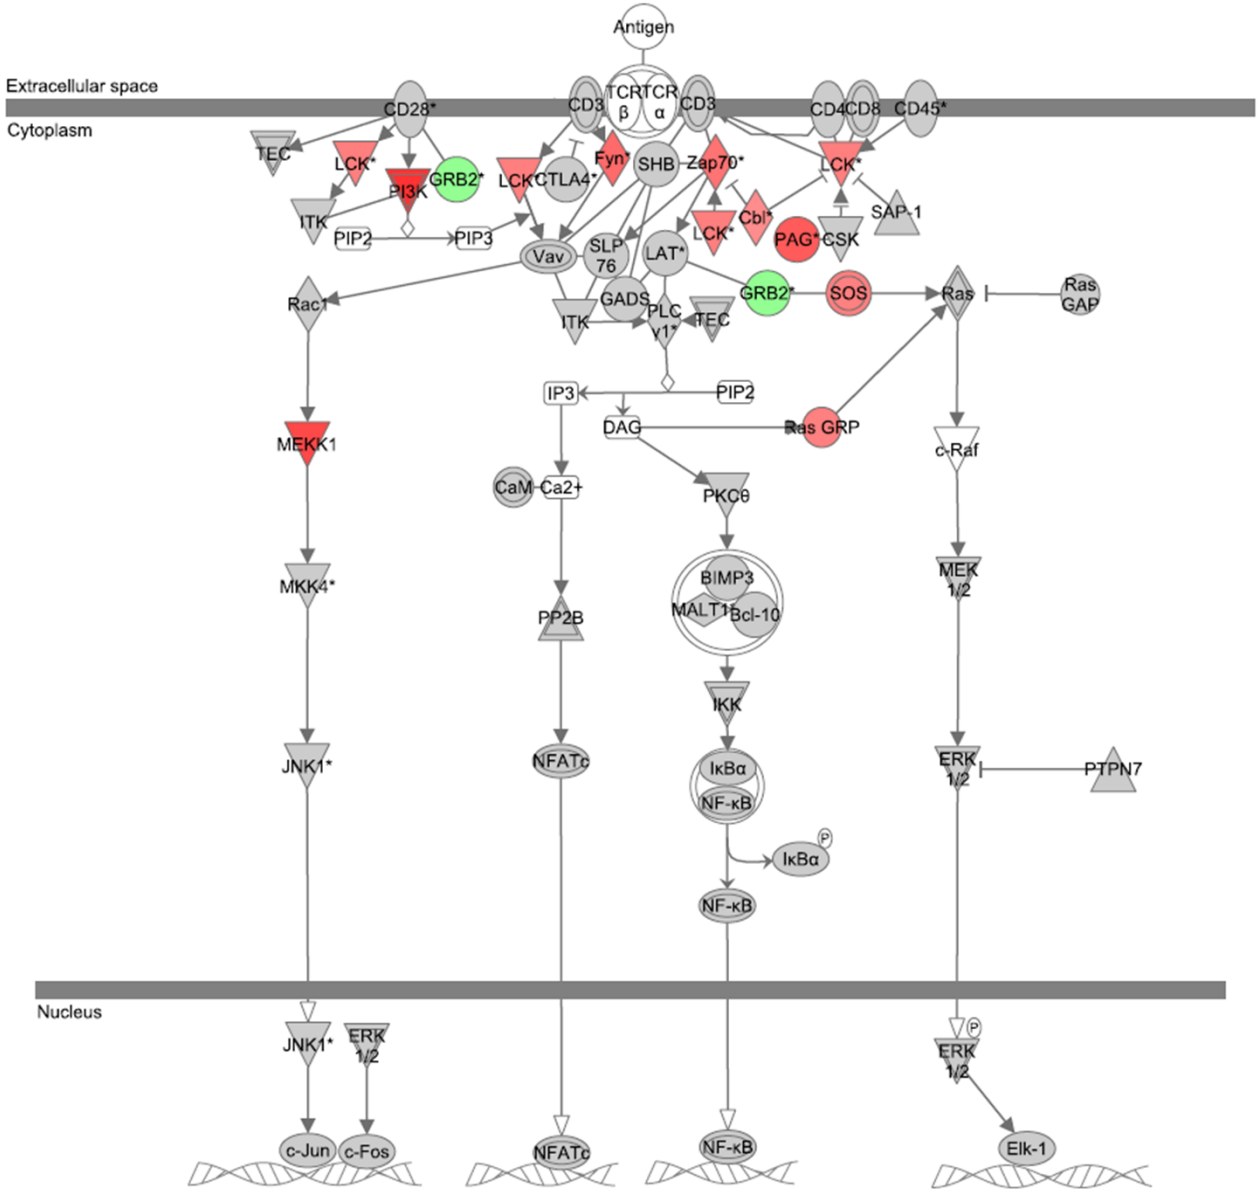 Antigen
Extracellular space
CD28*
CD3
TCR
β
TCR
α
CD3
CD4
CD8
CD45*
Cytoplasm
TEC
LCK*
PI3K
GRB2*
LCK*
CTLA4*
Fyn*
SHB
Zap70*
LCK*
ITK
PIP2
PIP3
Vav
SLP
76
LAT*
LCK*
Cbl*
PAG*
CSK
SAP-1
Rac1
ITK
GADS
PLC
γ1*
TEC
GRB2*
SOS
Ras
Ras
GAP
IP3
PIP2
DAG
Ras GRP
MEKK1
c-Raf
CaM
Ca2+
PKCθ
MKK4*
PP2B
BIMP3
MALT1*
Bcl-10
MEK
1/2
IKK
JNK1*
NFATc
IκBα
NF-κB
ERK
1/2
PTPN7
P
IκBα
NF-κB
Nucleus
JNK1*
ERK
1/2
P
ERK
1/2
c-Jun
c-Fos
NFATc
NF-κB
Elk-1